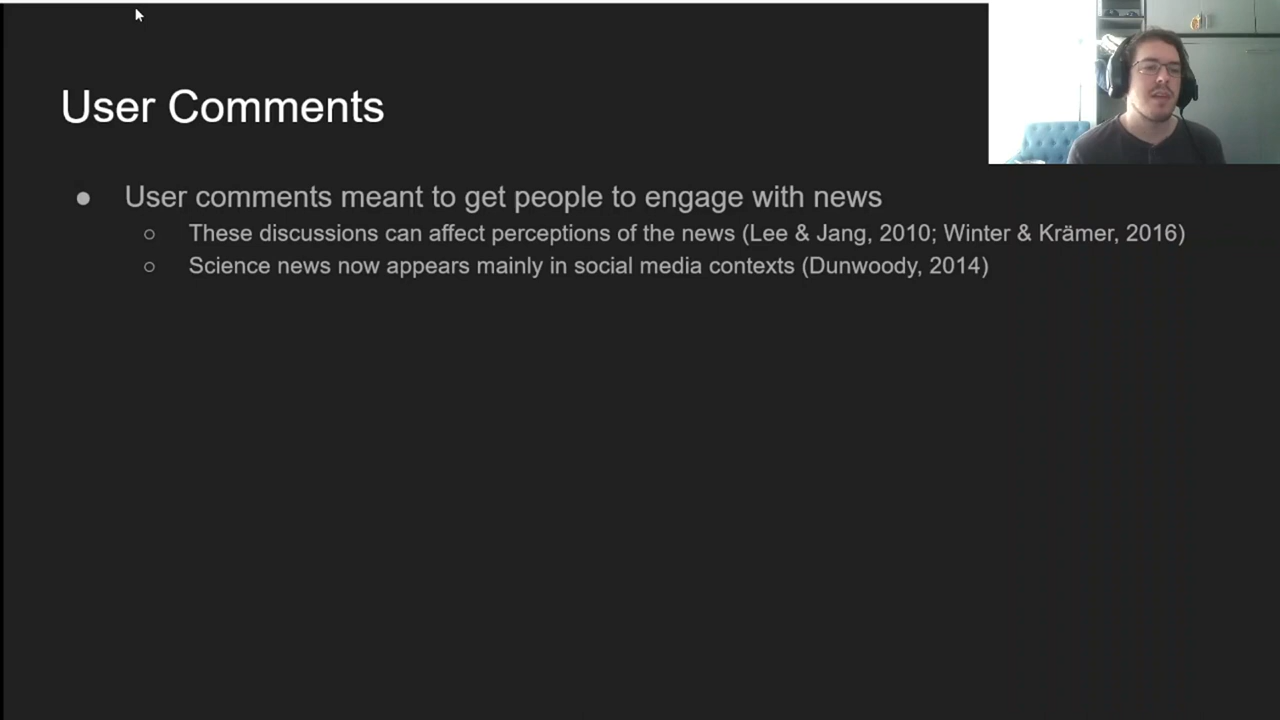 User Comments
● User comments meant to get people to engage with news
○ These discussions can affect perceptions of the news (Lee & Jang, 2010; Winter & Krämer, 2016)
○ Science news now appears mainly in social media contexts (Dunwoody, 2014)